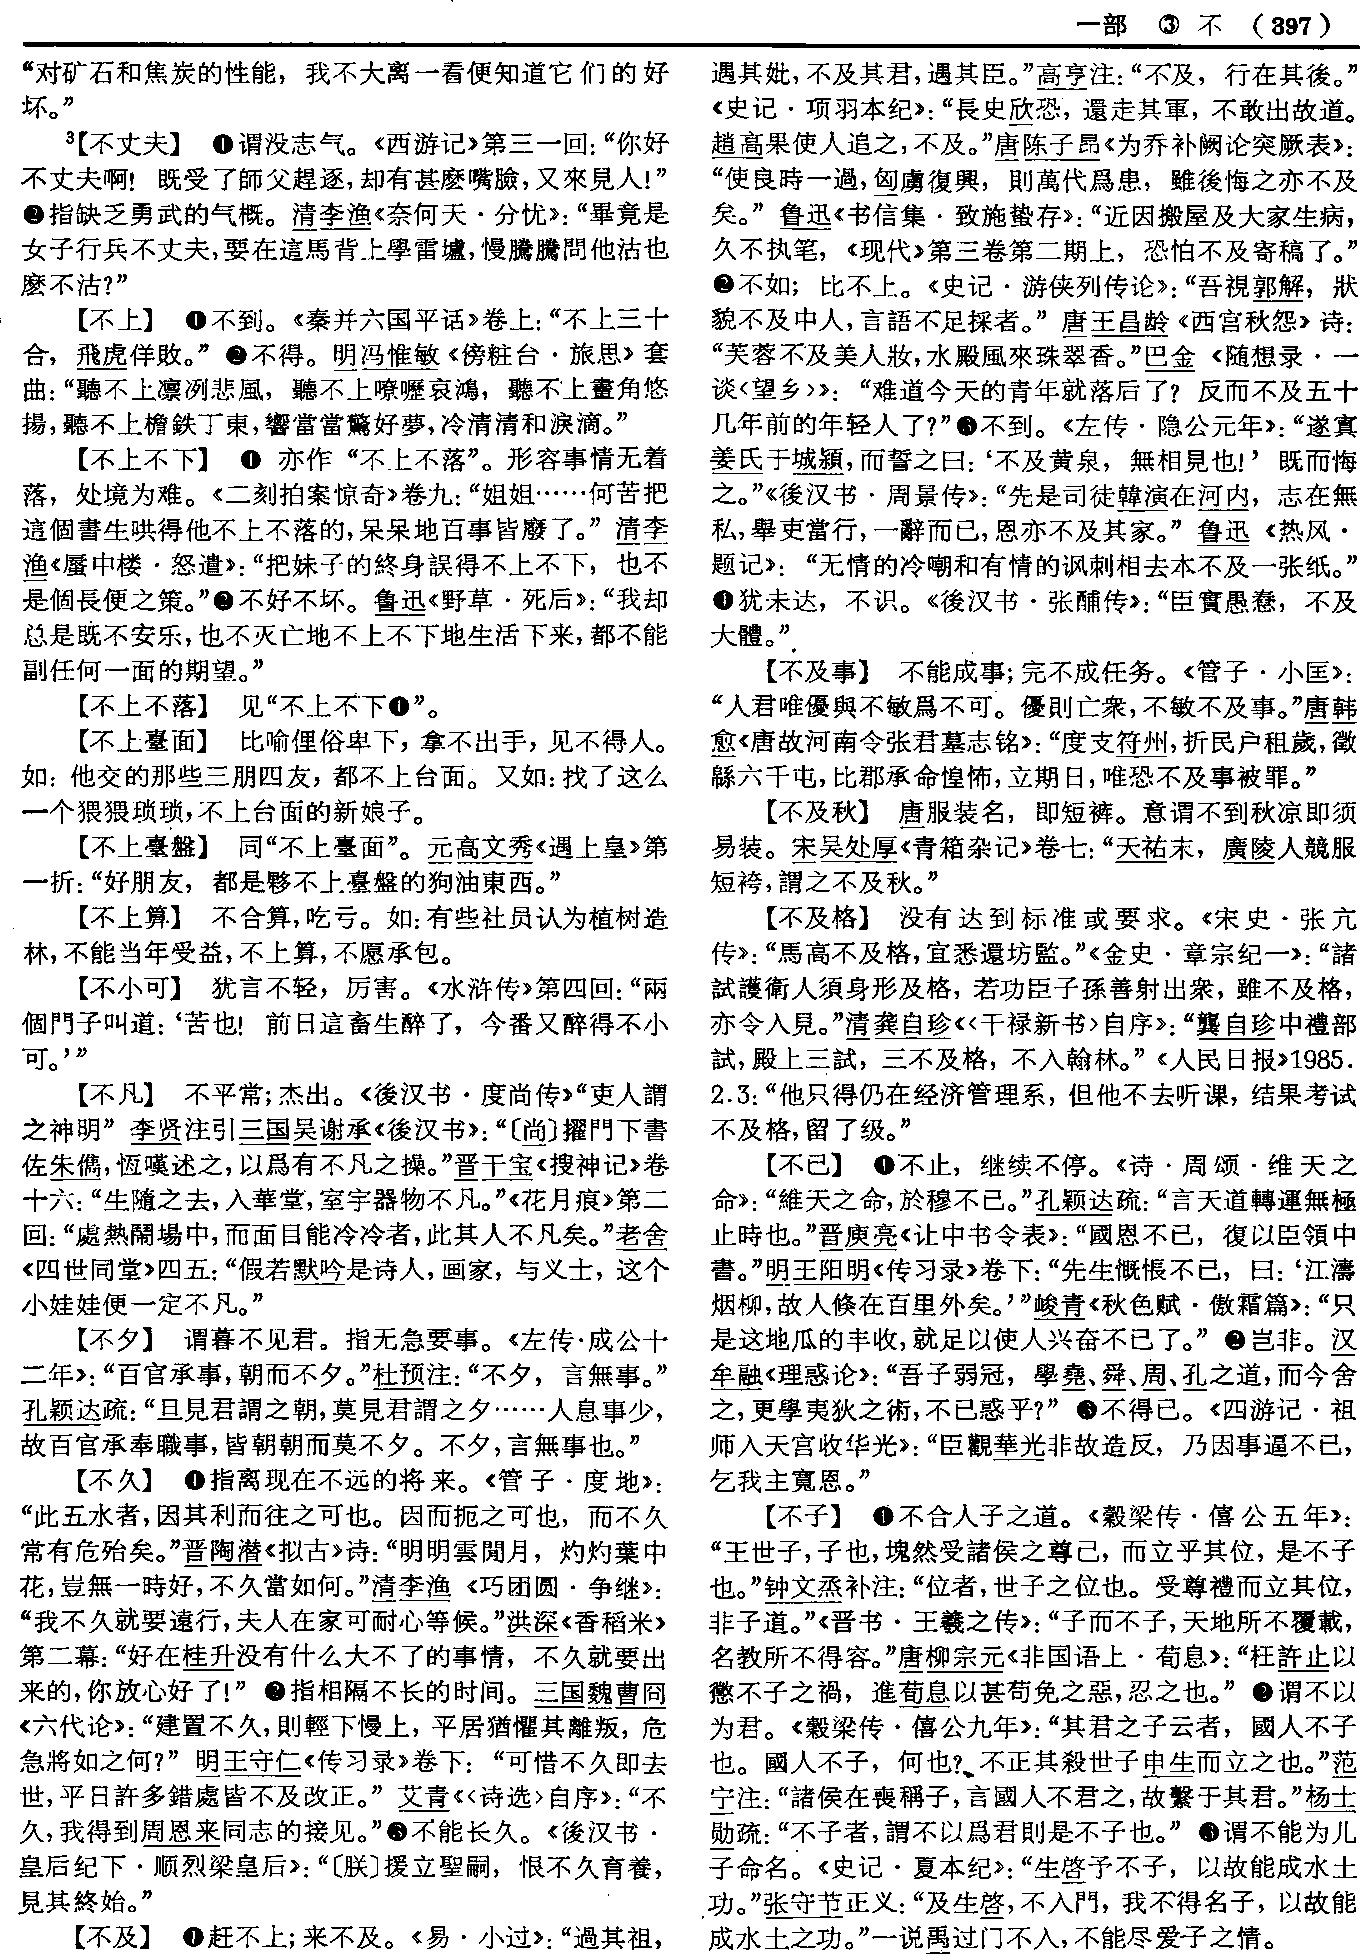 一部 ③ 不 （397）
“对矿石和焦炭的性能，我不大离一看便知道它们的好
坏。”
³【不丈夫】 ❶谓没志气。《西游记》第三一回：“你好
不丈夫啊！既受了師父趕逐，却有甚麽嘴臉，又來見人！”
❷指缺乏勇武的气概。清李渔《奈何天·分忧》：“畢竟是
女子行兵不丈夫，要在這馬背上學雷壚，慢騰騰問他沽也
麽不沽？”
【不上】 ❶不到。《秦并六国平话》卷上：“不上三十
合，飛虎佯敗。”❷不得。明冯惟敏《傍粧台·旅思》套
曲：“聽不上凛冽悲風，聽不上嘹嚦哀鴻，聽不上畫角悠
揚，聽不上檐鉄丁東，響當當驚好夢，冷清清和淚滴。”
【不上不下】 ❶ 亦作“不上不落”。形容事情无着
落，处境为难。《二刻拍案惊奇》卷九：“姐姐……何苦把
這個書生哄得他不上不落的，呆呆地百事皆廢了。”清李
渔《蜃中楼·怒遣》：“把妹子的終身誤得不上不下，也不
是個長便之策。”❷不好不坏。鲁迅《野草·死后》：“我却
总是既不安乐，也不灭亡地不上不下地生活下来，都不能
副任何一面的期望。”
【不上不落】 见“不上不下❶”。
【不上臺面】 比喻俚俗卑下，拿不出手，见不得人。
如：他交的那些三朋四友，都不上台面。又如：找了这么
一个猥猥琐琐，不上台面的新娘子。
【不上臺盤】 同“不上臺面”。元高文秀《遇上皇》第
一折：“好朋友，都是夥不上臺盤的狗油東西。”
【不上算】 不合算，吃亏。如：有些社员认为植树造
林，不能当年受益，不上算，不愿承包。
【不小可】 犹言不轻，厉害。《水浒传》第四回：“兩
個門子叫道：‘苦也！前日這畜生醉了，今番又醉得不小
可。’”
【不凡】 不平常；杰出。《後汉书·度尚传》“吏人謂
之神明”李贤注引三国吴谢承《後汉书》：“〔尚〕擢門下書
佐朱儁，恆嘆述之，以爲有不凡之操。”晋干宝《搜神记》卷
十六：“生隨之去，入華堂，室宇器物不凡。”《花月痕》第二
回：“處熱鬧場中，而面目能冷冷者，此其人不凡矣。”老舍
《四世同堂》四五：“假若默吟是诗人，画家，与义士，这个
小娃娃便一定不凡。”
【不夕】 谓暮不见君。指无急要事。《左传·成公十
二年》：“百官承事，朝而不夕。”杜预注：“不夕，言無事。”
孔颖达疏：“旦見君謂之朝，莫見君謂之夕……人息事少，
故百官承奉職事，皆朝朝而莫不夕。不夕，言無事也。”
【不久】 ❶指离现在不远的将来。《管子·度地》：
“此五水者，因其利而往之可也。因而扼之可也，而不久
常有危殆矣。”晋陶潜《拟古》诗：“明明雲間月，灼灼葉中
花，豈無一時好，不久當如何。”清李渔《巧团圆·争继》：
“我不久就要遠行，夫人在家可耐心等候。”洪深《香稻米》
第二幕：“好在桂升没有什么大不了的事情，不久就要出
来的，你放心好了！”❷指相隔不长的时间。三国魏曹冏
《六代论》：“建置不久，則輕下慢上，平居猶懼其離叛，危
急將如之何？”明王守仁《传习录》卷下：“可惜不久即去
世，平日許多錯處皆不及改正。”艾青《〈诗选〉自序》：“不
久，我得到周恩来同志的接见。”❸不能长久。《後汉书·
皇后纪下·顺烈梁皇后》：“〔朕〕援立聖嗣，恨不久育養，
見其終始。”
【不及】 ❶赶不上；来不及。《易·小过》：“過其祖，
遇其妣，不及其君，遇其臣。”高亨注：“不及，行在其後。”
《史记·项羽本纪》：“長史欣恐，還走其軍，不敢出故道。
趙高果使人追之，不及。”唐陈子昂《为乔补阙论突厥表》：
“使良時一過，匈虜復興，則萬代爲患，雖後悔之亦不及
矣。”鲁迅《书信集·致施蛰存》：“近因搬屋及大家生病，
久不执笔，《现代》第三卷第二期上，恐怕不及寄稿了。”
❷不如；比不上。《史记·游侠列传论》：“吾視郭解，狀
貌不及中人，言語不足採者。”唐王昌龄《西宫秋怨》诗：
“芙蓉不及美人妝，水殿風來珠翠香。”巴金《随想录·一
谈〈望乡〉》：“难道今天的青年就落后了？反而不及五十
几年前的年轻人了？”❸不到。《左传·隐公元年》：“遂寘
姜氏于城潁，而誓之曰：‘不及黄泉，無相見也！’既而悔
之。”《後汉书·周景传》：“先是司徒韓演在河内，志在無
私，舉吏當行，一辭而已，恩亦不及其家。”鲁迅《热风·
题记》：“无情的冷嘲和有情的讽刺相去本不及一张纸。”
❹犹未达，不识。《後汉书·张酺传》：“臣實愚惷，不及
大體。”
【不及事】 不能成事；完不成任务。《管子·小匡》：
“人君唯優與不敏爲不可。優則亡衆，不敏不及事。”唐韩
愈《唐故河南令张君墓志铭》：“度支符州，折民户租歲，徵
緜六千屯，比郡承命惶怖，立期日，唯恐不及事被罪。”
【不及秋】 唐服装名，即短裤。意谓不到秋凉即须
易装。宋吴处厚《青箱杂记》卷七：“天祐末，廣陵人競服
短袴，謂之不及秋。”
【不及格】 没有达到标准或要求。《宋史·张亢
传》：“馬高不及格，宜悉還坊監。”《金史·章宗纪一》：“諸
試護衛人須身形及格，若功臣子孫善射出衆，雖不及格，
亦令入見。”清龚自珍《〈干禄新书〉自序》：“龔自珍中禮部
試，殿上三試，三不及格，不入翰林。”《人民日报》1985.
2.3：“他只得仍在经济管理系，但他不去听课，结果考试
不及格，留了级。”
【不已】 ❶不止，继续不停。《诗·周颂·维天之
命》：“維天之命，於穆不已。”孔颖达疏：“言天道轉運無極
止時也。”晋庾亮《让中书令表》：“國恩不已，復以臣領中
書。”明王阳明《传习录》卷下：“先生慨悵不已，曰：‘江濤
烟柳，故人倏在百里外矣。’”峻青《秋色赋·傲霜篇》：“只
是这地瓜的丰收，就足以使人兴奋不已了。”❷岂非。汉
牟融《理惑论》：“吾子弱冠，學堯、舜、周、孔之道，而今舍
之，更學夷狄之術，不已惑乎？”❸不得已。《四游记·祖
师入天宫收华光》：“臣觀華光非故造反，乃因事逼不已，
乞我主寬恩。”
【不子】 ❶不合人子之道。《穀梁传·僖公五年》：
“王世子，子也，塊然受諸侯之尊己，而立乎其位，是不子
也。”钟文烝补注：“位者，世子之位也。受尊禮而立其位，
非子道。”《晋书·王羲之传》：“子而不子，天地所不覆載，
名教所不得容。”唐柳宗元《非国语上·荀息》：“枉許止以
懲不子之禍，進荀息以甚苟免之惡，忍之也。”❷谓不以
为君。《穀梁传·僖公九年》：“其君之子云者，國人不子
也。國人不子，何也？不正其殺世子申生而立之也。”范
宁注：“諸侯在喪稱子，言國人不君之，故繫于其君。”杨士
勋疏：“不子者，謂不以爲君則是不子也。”❸谓不能为儿
子命名。《史记·夏本纪》：“生啓予不子，以故能成水土
功。”张守节正义：“及生啓，不入門，我不得名子，以故能
成水土之功。”一说禹过门不入，不能尽爱子之情。